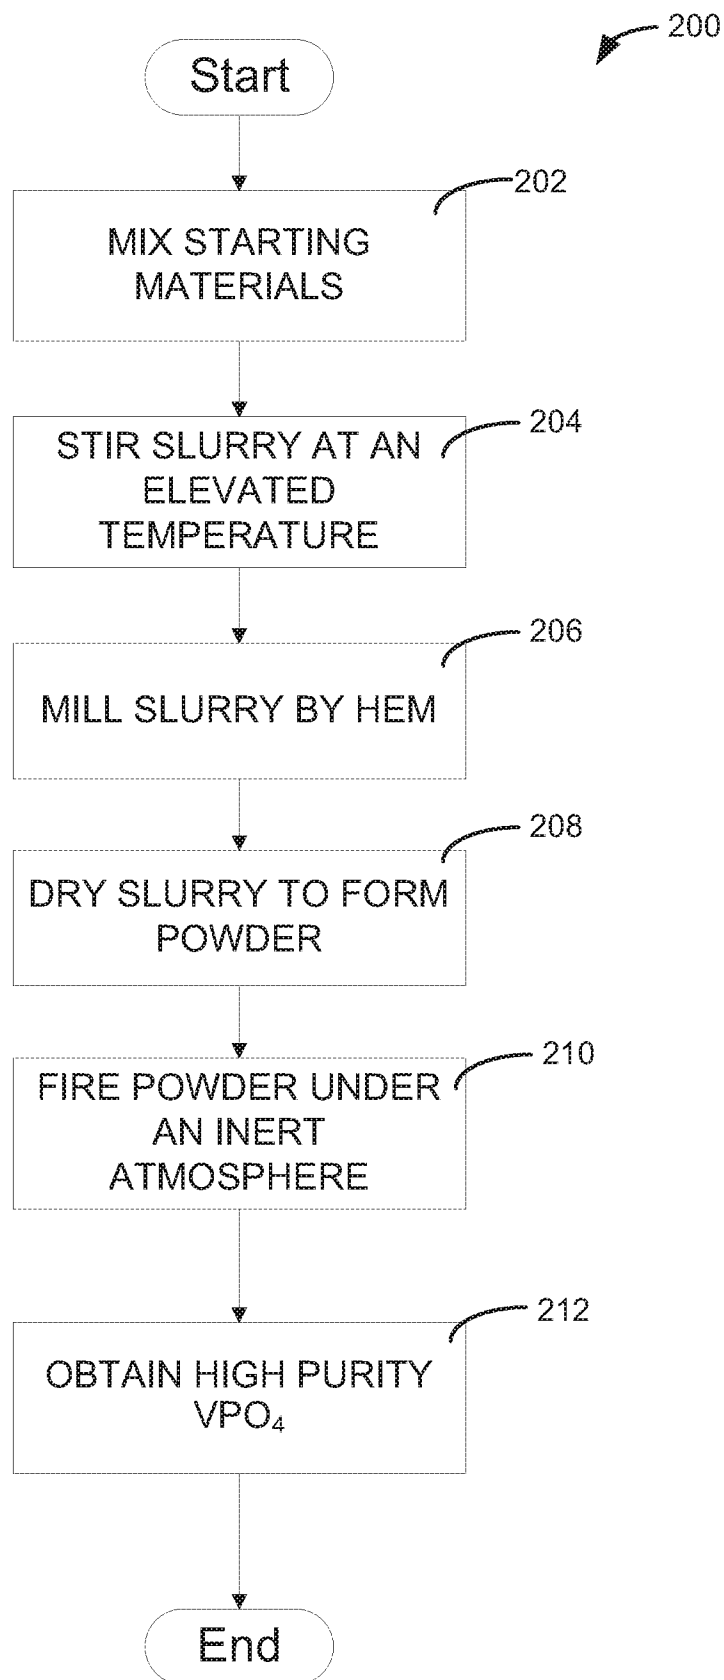 200
Start
202
MIX STARTING
MATERIALS
204
STIR SLURRY AT AN
ELEVATED
TEMPERATURE
206
MILL SLURRY BY HEM
208
DRY SLURRY TO FORM
POWDER
210
FIRE POWDER UNDER
AN INERT
ATMOSPHERE
212
OBTAIN HIGH PURITY
VPO₄
End